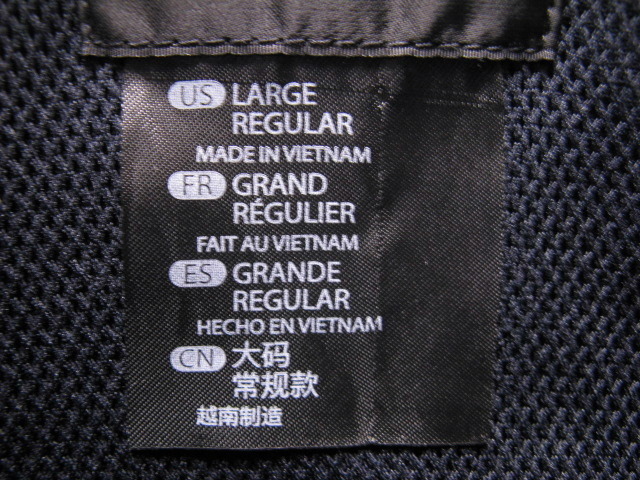 US LARGE
REGULAR
MADE IN VIETNAM
FR GRAND
RÉGULIER
FAIT AU VIETNAM
ES GRANDE
REGULAR
HECHO EN VIETNAM
CN 大码
常规款
越南制造